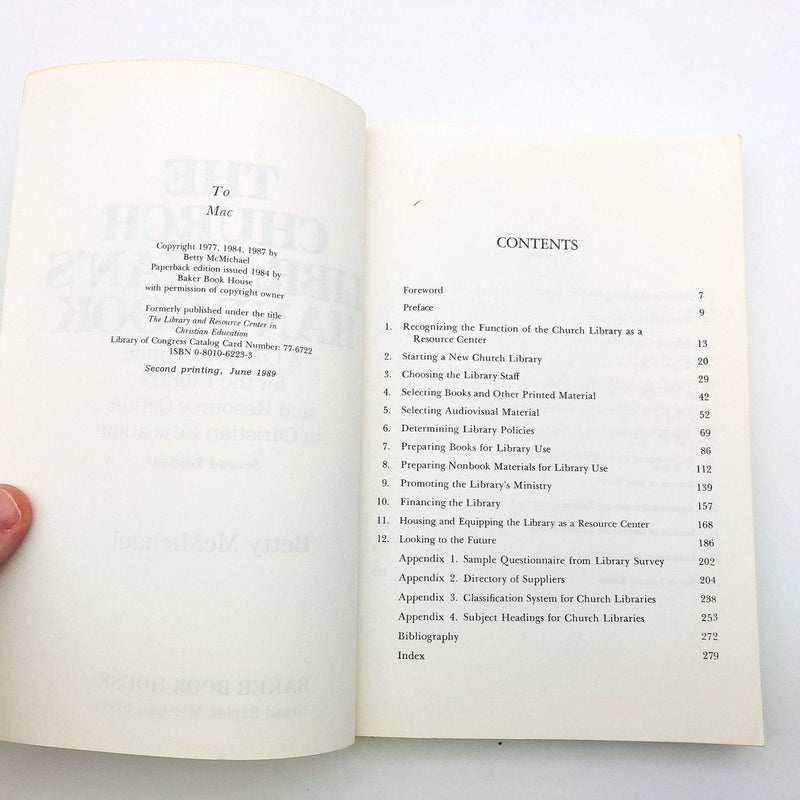 To
Mac
Copyright 1977, 1984, 1987 by
Betty McMichael
Paperback edition issued 1984 by
Baker Book House
with permission of copyright owner
Formerly published under the title
The Library and Resource Center in
Christian Education
Library of Congress Catalog Card Number: 77-6722
ISBN 0-8010-6223-3
Second printing, June 1989
CONTENTS
Foreword 7
Preface 9
1. Recognizing the Function of the Church Library as a
Resource Center 13
2. Starting a New Church Library 20
3. Choosing the Library Staff 29
4. Selecting Books and Other Printed Material 42
5. Selecting Audiovisual Material 52
6. Determining Library Policies 69
7. Preparing Books for Library Use 86
8. Preparing Nonbook Materials for Library Use 112
9. Promoting the Library's Ministry 139
10. Financing the Library 157
11. Housing and Equipping the Library as a Resource Center 168
12. Looking to the Future 186
Appendix 1. Sample Questionnaire from Library Survey 202
Appendix 2. Directory of Suppliers 204
Appendix 3. Classification System for Church Libraries 238
Appendix 4. Subject Headings for Church Libraries 253
Bibliography 272
Index 279